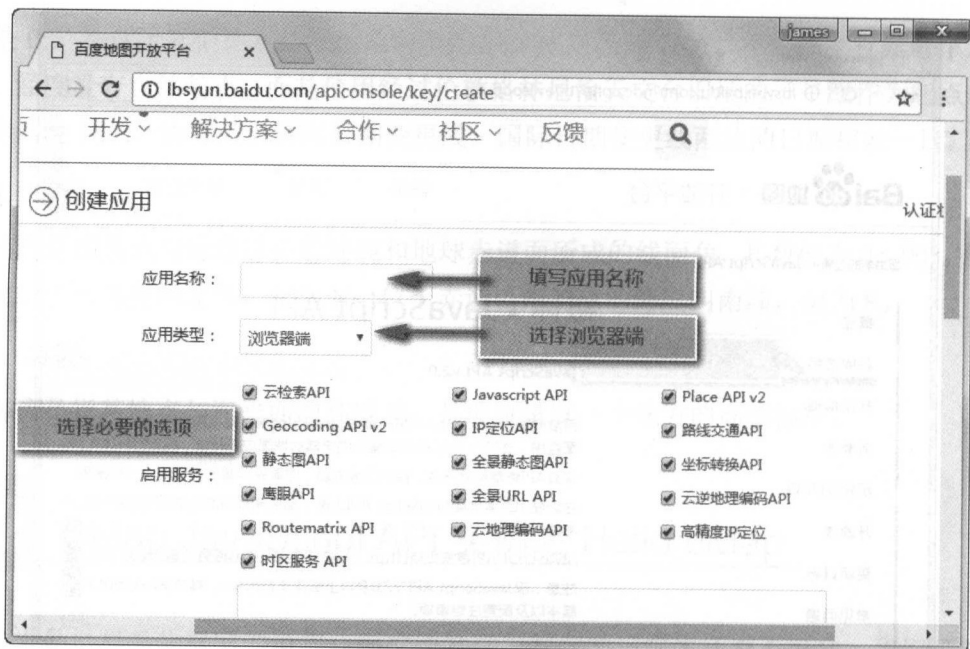 james
百度地图开放平台
lbsyun.baidu.com/apiconsole/key/create
开发 解决方案 合作 社区 反馈
创建应用
认证
应用名称：
填写应用名称
应用类型：
浏览器端
选择浏览器端
云检索API Javascript API Place API v2
选择必要的选项
Geocoding API v2 IP定位API 路线交通API
静态图API 全景静态图API 坐标转换API
启用服务：
鹰眼API 全景URL API 云逆地理编码API
Routematrix API 云地理编码API 高精度IP定位
时区服务 API